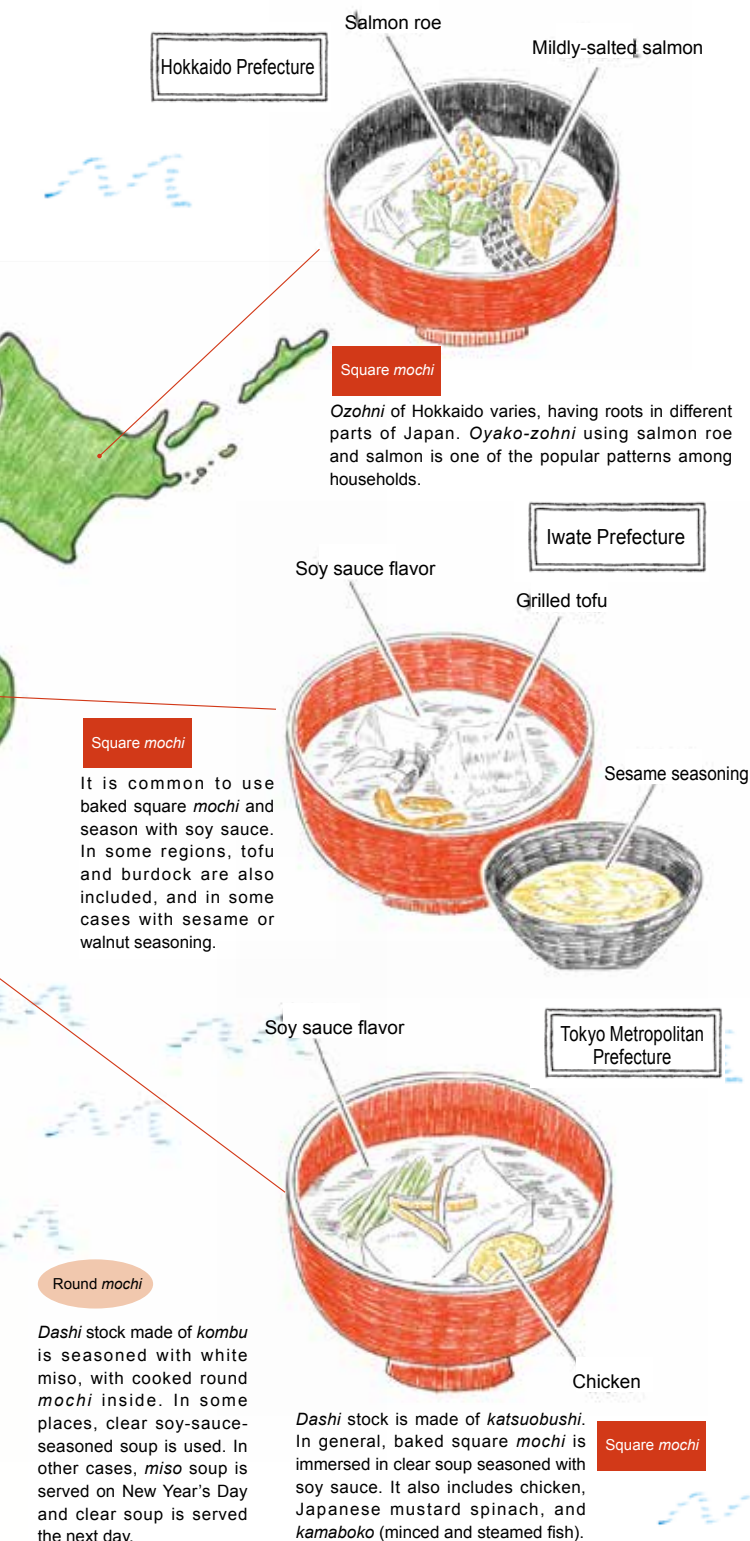 Salmon roe
Mildly-salted salmon
Hokkaido Prefecture
Square mochi
Ozohni of Hokkaido varies, having roots in different
parts of Japan. Oyako-zohni using salmon roe
and salmon is one of the popular patterns among
households.
Iwate Prefecture
Soy sauce flavor
Grilled tofu
Sesame seasoning
Square mochi
It is common to use
baked square mochi and
season with soy sauce.
In some regions, tofu
and burdock are also
included, and in some
cases with sesame or
walnut seasoning.
Soy sauce flavor
Tokyo Metropolitan
Prefecture
Chicken
Round mochi
Dashi stock made of kombu
is seasoned with white
miso, with cooked round
mochi inside. In some
places, clear soy-sauce-
seasoned soup is used. In
other cases, miso soup is
served on New Year's Day
and clear soup is served
the next day.
Dashi stock is made of katsuobushi.
In general, baked square mochi is
immersed in clear soup seasoned with
soy sauce. It also includes chicken,
Japanese mustard spinach, and
kamaboko (minced and steamed fish).
Square mochi